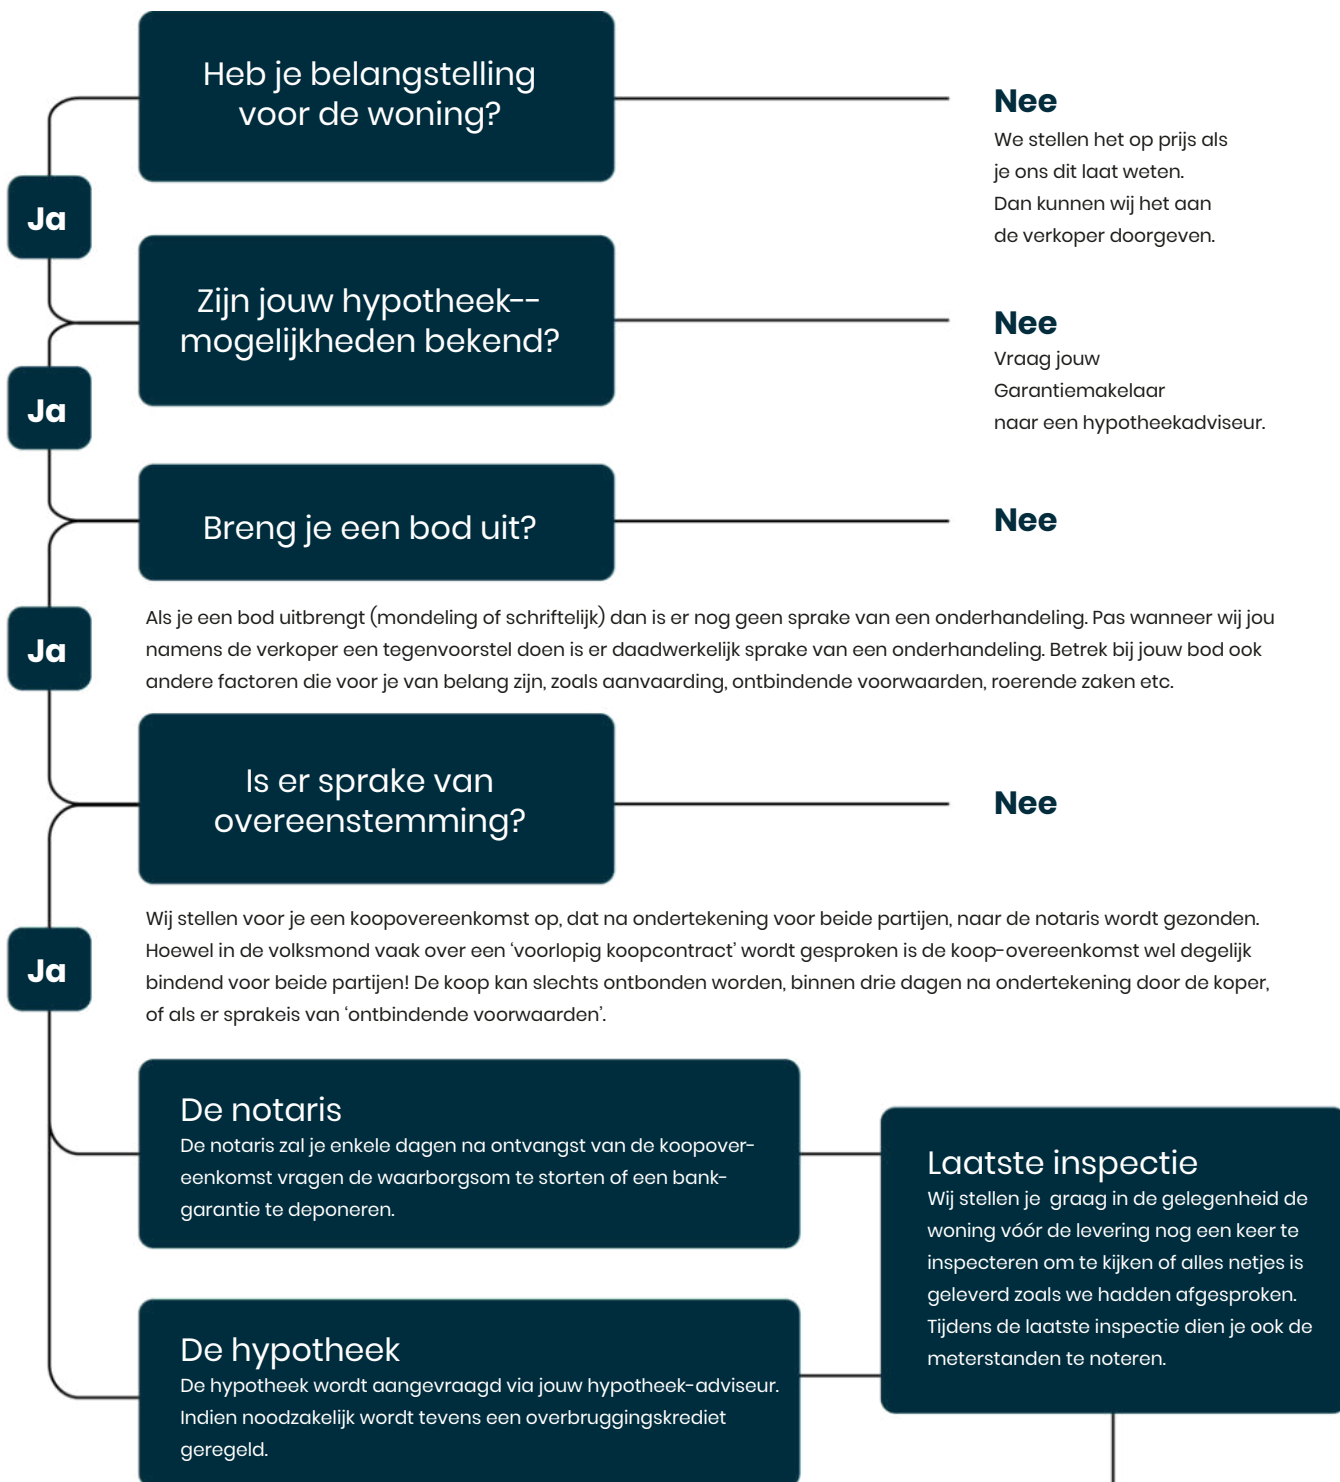 Heb je belangstelling
voor de woning?
Nee
We stellen het op prijs als
je ons dit laat weten.
Dan kunnen wij het aan
de verkoper doorgeven.
Ja
Zijn jouw hypotheek--
mogelijkheden bekend?
Nee
Vraag jouw
Garantiemakelaar
naar een hypotheekadviseur.
Ja
Breng je een bod uit?
Nee
Als je een bod uitbrengt (mondeling of schriftelijk) dan is er nog geen sprake van een onderhandeling. Pas wanneer wij jou
namens de verkoper een tegenvoorstel doen is er daadwerkelijk sprake van een onderhandeling. Betrek bij jouw bod ook
andere factoren die voor je van belang zijn, zoals aanvaarding, ontbindende voorwaarden, roerende zaken etc.
Ja
Is er sprake van
overeenstemming?
Nee
Wij stellen voor je een koopovereenkomst op, dat na ondertekening voor beide partijen, naar de notaris wordt gezonden.
Hoewel in de volksmond vaak over een ‘voorlopig koopcontract’ wordt gesproken is de koop-overeenkomst wel degelijk
bindend voor beide partijen! De koop kan slechts ontbonden worden, binnen drie dagen na ondertekening door de koper,
of als er sprakeis van ‘ontbindende voorwaarden’.
Ja
De notaris
De notaris zal je enkele dagen na ontvangst van de koopover-
eenkomst vragen de waarborgsom te storten of een bank-
garantie te deponeren.
Laatste inspectie
Wij stellen je graag in de gelegenheid de
woning vóór de levering nog een keer te
inspecteren om te kijken of alles netjes is
geleverd zoals we hadden afgesproken.
Tijdens de laatste inspectie dien je ook de
meterstanden te noteren.
De hypotheek
De hypotheek wordt aangevraagd via jouw hypotheek-adviseur.
Indien noodzakelijk wordt tevens een overbruggingskrediet
geregeld.